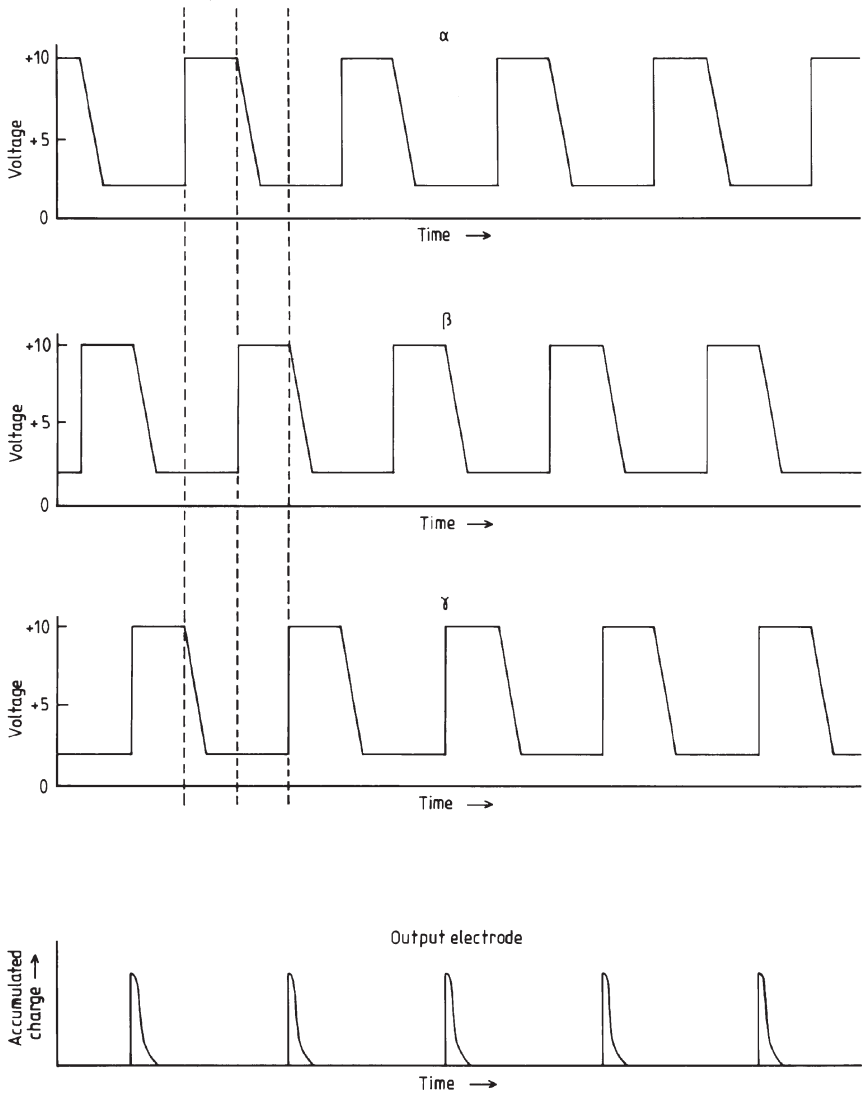 α
+10
+5
0
Voltage
Time →
β
+10
+5
0
Voltage
Time →
γ
+10
+5
0
Voltage
Time →
Output electrode
Accumulated
charge →
Time →